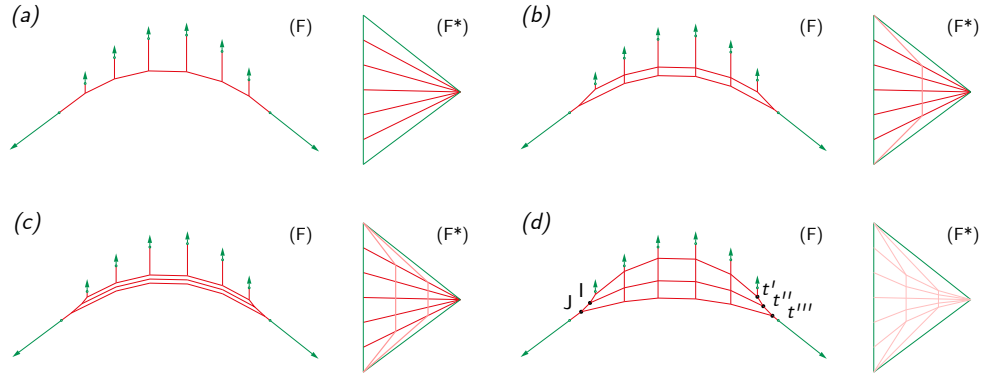 (a) (F) (F*)
(b) (F) (F*)
(c) (F) (F*)
(d) (F) (F*)
J I t' t'' t'''